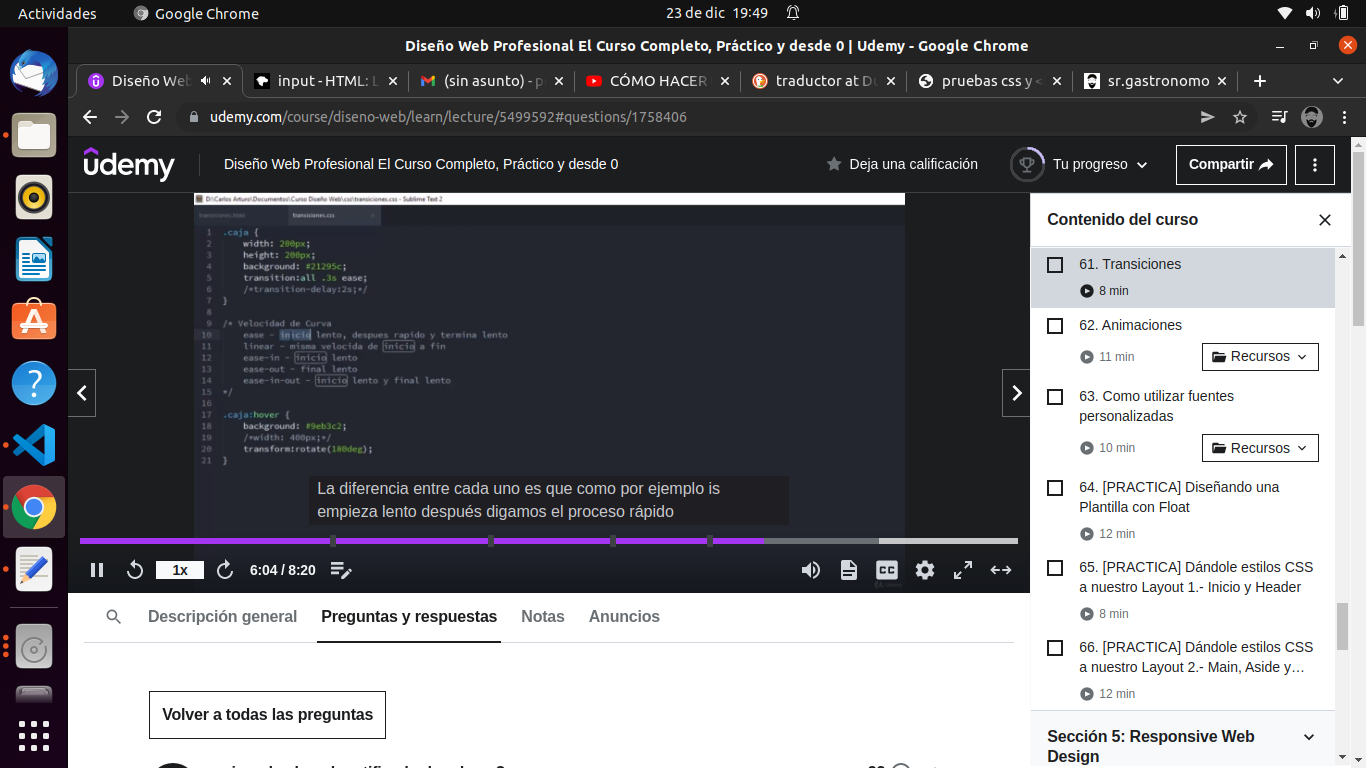 Actividades
Google Chrome
23 de dic 19:49
Diseño Web Profesional El Curso Completo, Práctico y desde 0 | Udemy - Google Chrome
Diseño Web
input - HTML: L
(sin asunto) - p
CÓMO HACER
traductor at Du
pruebas css y <
sr.gastronomo
udemy.com/course/diseno-web/learn/lecture/5499592#questions/1758406
ûdemy
Diseño Web Profesional El Curso Completo, Práctico y desde 0
Deja una calificación
Tu progreso
Compartir
D:\Carlos Arturo\Documentos\Curso Diseño Web\css\transiciones.css - Sublime Text 2
transiciones.html
transiciones.css
1 .caja {
2 width: 200px;
3 height: 200px;
4 background: #21295c;
5 transition:all .3s ease;
6 /*transition-delay:2s;*/
7 }
8
9 /* Velocidad de Curva
10 ease - inicio lento, despues rapido y termina lento
11 linear - misma velocida de inicio a fin
12 ease-in - inicio lento
13 ease-out - final lento
14 ease-in-out - inicio lento y final lento
15 */
16
17 .caja:hover {
18 background: #9eb3c2;
19 /*width: 400px;*/
20 transform:rotate(180deg);
21 }
La diferencia entre cada uno es que como por ejemplo is
empieza lento después digamos el proceso rápido
1x
6:04 / 8:20
CC
Descripción general
Preguntas y respuestas
Notas
Anuncios
Volver a todas las preguntas
Contenido del curso
61. Transiciones
8 min
62. Animaciones
11 min
Recursos
63. Como utilizar fuentes
personalizadas
10 min
Recursos
64. [PRACTICA] Diseñando una
Plantilla con Float
12 min
65. [PRACTICA] Dándole estilos CSS
a nuestro Layout 1.- Inicio y Header
8 min
66. [PRACTICA] Dándole estilos CSS
a nuestro Layout 2.- Main, Aside y…
12 min
Sección 5: Responsive Web
Design